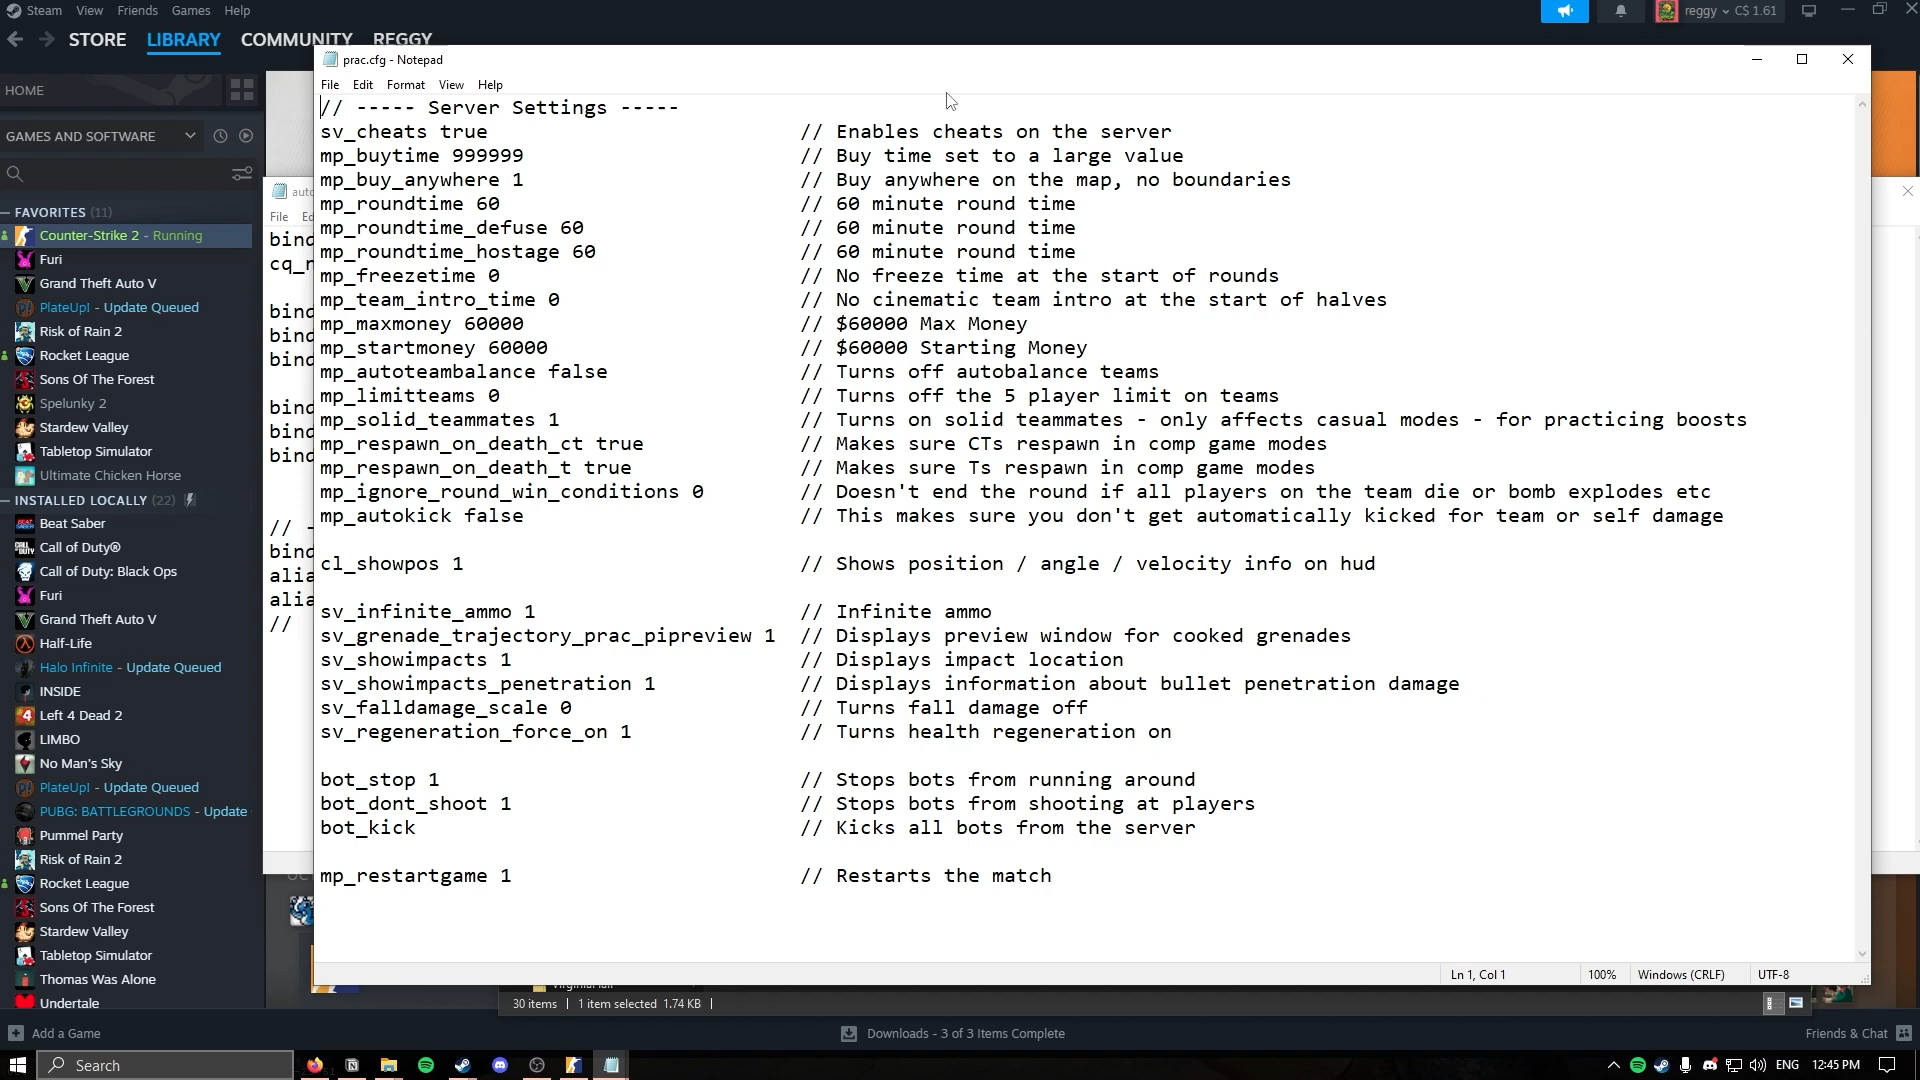 Steam View Friends Games Help
reggy C$ 1.61
STORE LIBRARY COMMUNITY REGGY
prac.cfg - Notepad
File Edit Format View Help
HOME
GAMES AND SOFTWARE
FAVORITES (11)
Counter-Strike 2 - Running
Furi
Grand Theft Auto V
PlateUp! - Update Queued
Risk of Rain 2
Rocket League
Sons Of The Forest
Spelunky 2
Stardew Valley
Tabletop Simulator
Ultimate Chicken Horse
INSTALLED LOCALLY (22)
Beat Saber
Call of Duty®
Call of Duty: Black Ops
Furi
Grand Theft Auto V
Half-Life
Halo Infinite - Update Queued
INSIDE
Left 4 Dead 2
LIMBO
No Man's Sky
PlateUp! - Update Queued
PUBG: BATTLEGROUNDS - Update
Pummel Party
Risk of Rain 2
Rocket League
Sons Of The Forest
Stardew Valley
Tabletop Simulator
Thomas Was Alone
Undertale
File
bind
bind
bind
bind
bind
bind
bind
//
bind
//
// ----- Server Settings -----
sv_cheats true // Enables cheats on the server
mp_buytime 999999 // Buy time set to a large value
mp_buy_anywhere 1 // Buy anywhere on the map, no boundaries
mp_roundtime 60 // 60 minute round time
mp_roundtime_defuse 60 // 60 minute round time
mp_roundtime_hostage 60 // 60 minute round time
mp_freezetime 0 // No freeze time at the start of rounds
mp_team_intro_time 0 // No cinematic team intro at the start of halves
mp_maxmoney 60000 // $60000 Max Money
mp_startmoney 60000 // $60000 Starting Money
mp_autoteambalance false // Turns off autobalance teams
mp_limitteams 0 // Turns off the 5 player limit on teams
mp_solid_teammates 1 // Turns on solid teammates - only affects casual modes - for practicing boosts
mp_respawn_on_death_ct true // Makes sure CTs respawn in comp game modes
mp_respawn_on_death_t true // Makes sure Ts respawn in comp game modes
mp_ignore_round_win_conditions 0 // Doesn't end the round if all players on the team die or bomb explodes etc
mp_autokick false // This makes sure you don't get automatically kicked for team or self damage
cl_showpos 1 // Shows position / angle / velocity info on hud
sv_infinite_ammo 1 // Infinite ammo
sv_grenade_trajectory_prac_pipreview 1 // Displays preview window for cooked grenades
sv_showimpacts 1 // Displays impact location
sv_showimpacts_penetration 1 // Displays information about bullet penetration damage
sv_falldamage_scale 0 // Turns fall damage off
sv_regeneration_force_on 1 // Turns health regeneration on
bot_stop 1 // Stops bots from running around
bot_dont_shoot 1 // Stops bots from shooting at players
bot_kick // Kicks all bots from the server
mp_restartgame 1 // Restarts the match
Ln 1, Col 1 100% Windows (CRLF) UTF-8
30 items 1 item selected 1.74 KB
Add a Game
Downloads - 3 of 3 Items Complete
Friends & Chat
Search
ENG 12:45 PM